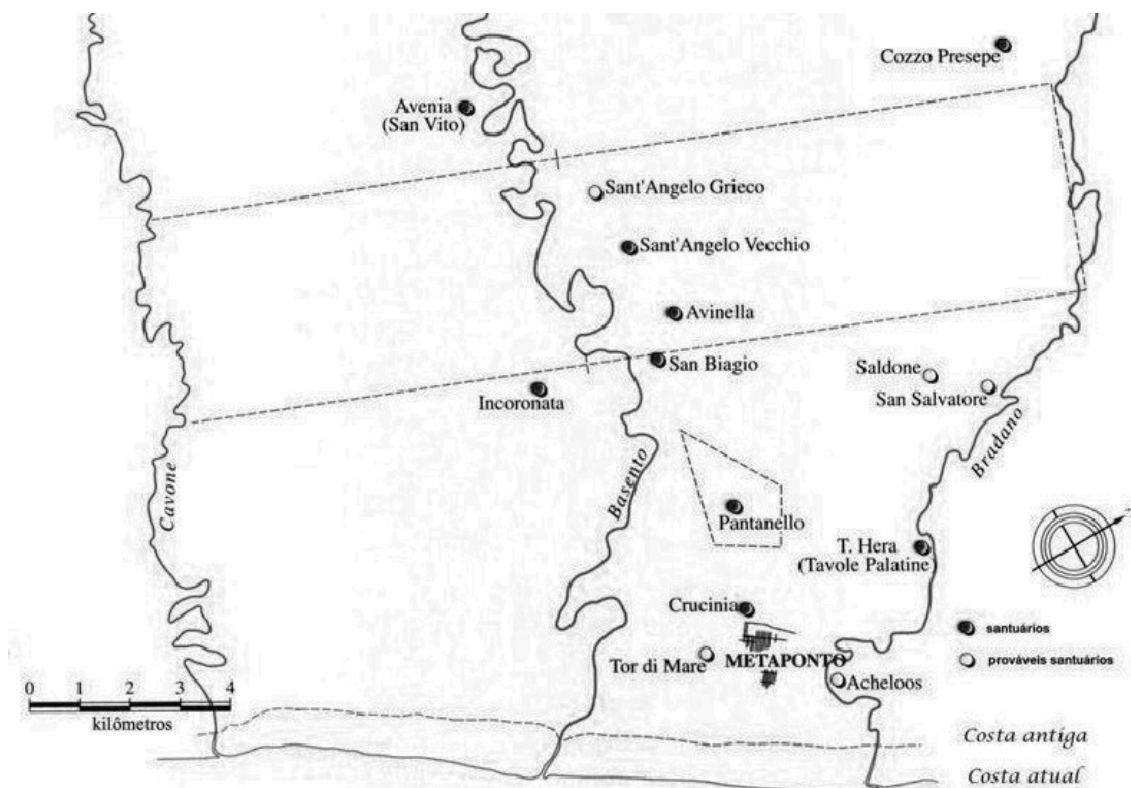 Cozzo Presepe
Avenia
(San Vito)
Sant'Angelo Grieco
Sant'Angelo Vecchio
Avinella
San Biagio
Saldone
San Salvatore
Incoronata
Bradano
Cavone
Basento
Pantanello
T. Hera
(Tavole Palatine)
Crucinia
santuários
Tor di Mare
METAPONTO
prováveis santuários
Acheloos
0 1 2 3 4
kilômetros
Costa antiga
Costa atual